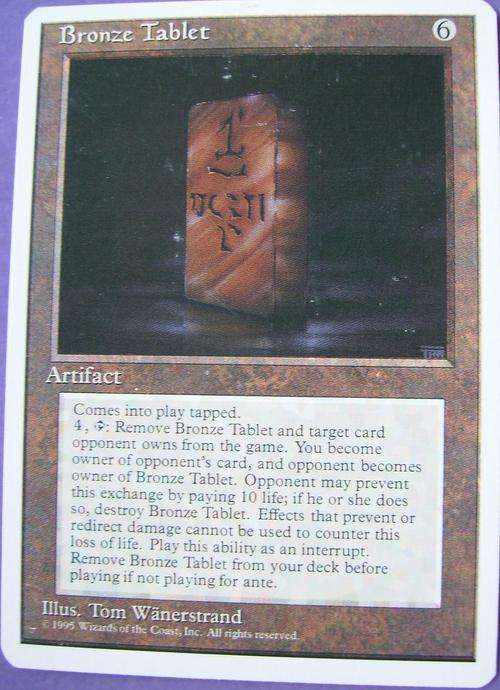 Bronze Tablet
6
Artifact
Comes into play tapped.
4, : Remove Bronze Tablet and target card
opponent owns from the game. You become
owner of opponent's card, and opponent becomes
owner of Bronze Tablet. Opponent may prevent
this exchange by paying 10 life; if he or she does
so, destroy Bronze Tablet. Effects that prevent or
redirect damage cannot be used to counter this
loss of life. Play this ability as an interrupt.
Remove Bronze Tablet from your deck before
playing if not playing for ante.
Illus. Tom Wänerstrand
© 1995 Wizards of the Coast, Inc. All rights reserved.